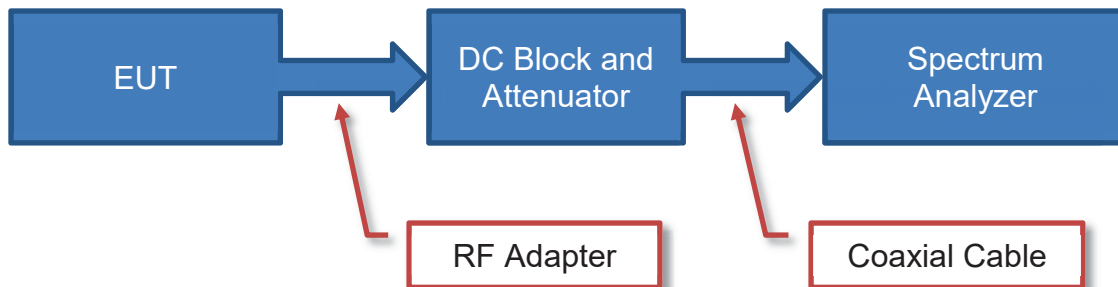 EUT
DC Block and
Attenuator
Spectrum
Analyzer
RF Adapter
Coaxial Cable